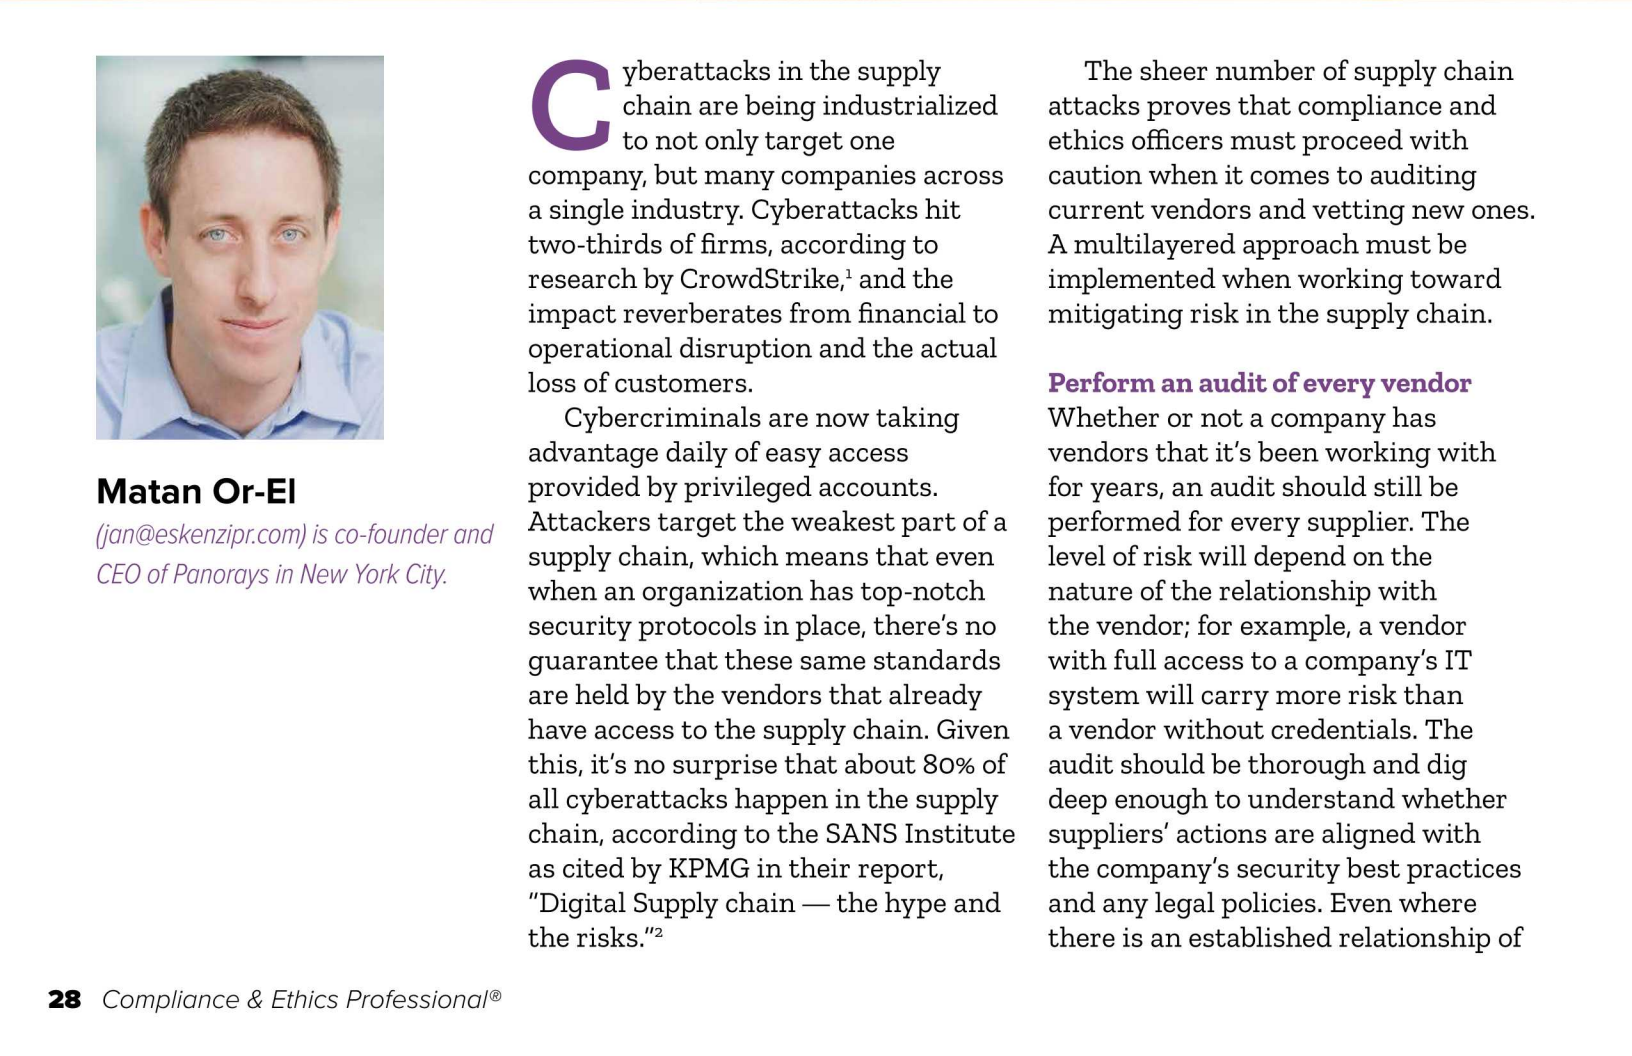 Matan Or-El
(jan@eskenzipr.com) is co-founder and
CEO of Panorays in New York City.
Cyberattacks in the supply
chain are being industrialized
to not only target one
company, but many companies across
a single industry. Cyberattacks hit
two-thirds of firms, according to
research by CrowdStrike,¹ and the
impact reverberates from financial to
operational disruption and the actual
loss of customers.
Cybercriminals are now taking
advantage daily of easy access
provided by privileged accounts.
Attackers target the weakest part of a
supply chain, which means that even
when an organization has top-notch
security protocols in place, there's no
guarantee that these same standards
are held by the vendors that already
have access to the supply chain. Given
this, it's no surprise that about 80% of
all cyberattacks happen in the supply
chain, according to the SANS Institute
as cited by KPMG in their report,
"Digital Supply chain — the hype and
the risks."²
The sheer number of supply chain
attacks proves that compliance and
ethics officers must proceed with
caution when it comes to auditing
current vendors and vetting new ones.
A multilayered approach must be
implemented when working toward
mitigating risk in the supply chain.
Perform an audit of every vendor
Whether or not a company has
vendors that it's been working with
for years, an audit should still be
performed for every supplier. The
level of risk will depend on the
nature of the relationship with
the vendor; for example, a vendor
with full access to a company's IT
system will carry more risk than
a vendor without credentials. The
audit should be thorough and dig
deep enough to understand whether
suppliers' actions are aligned with
the company's security best practices
and any legal policies. Even where
there is an established relationship of
28 Compliance & Ethics Professional®